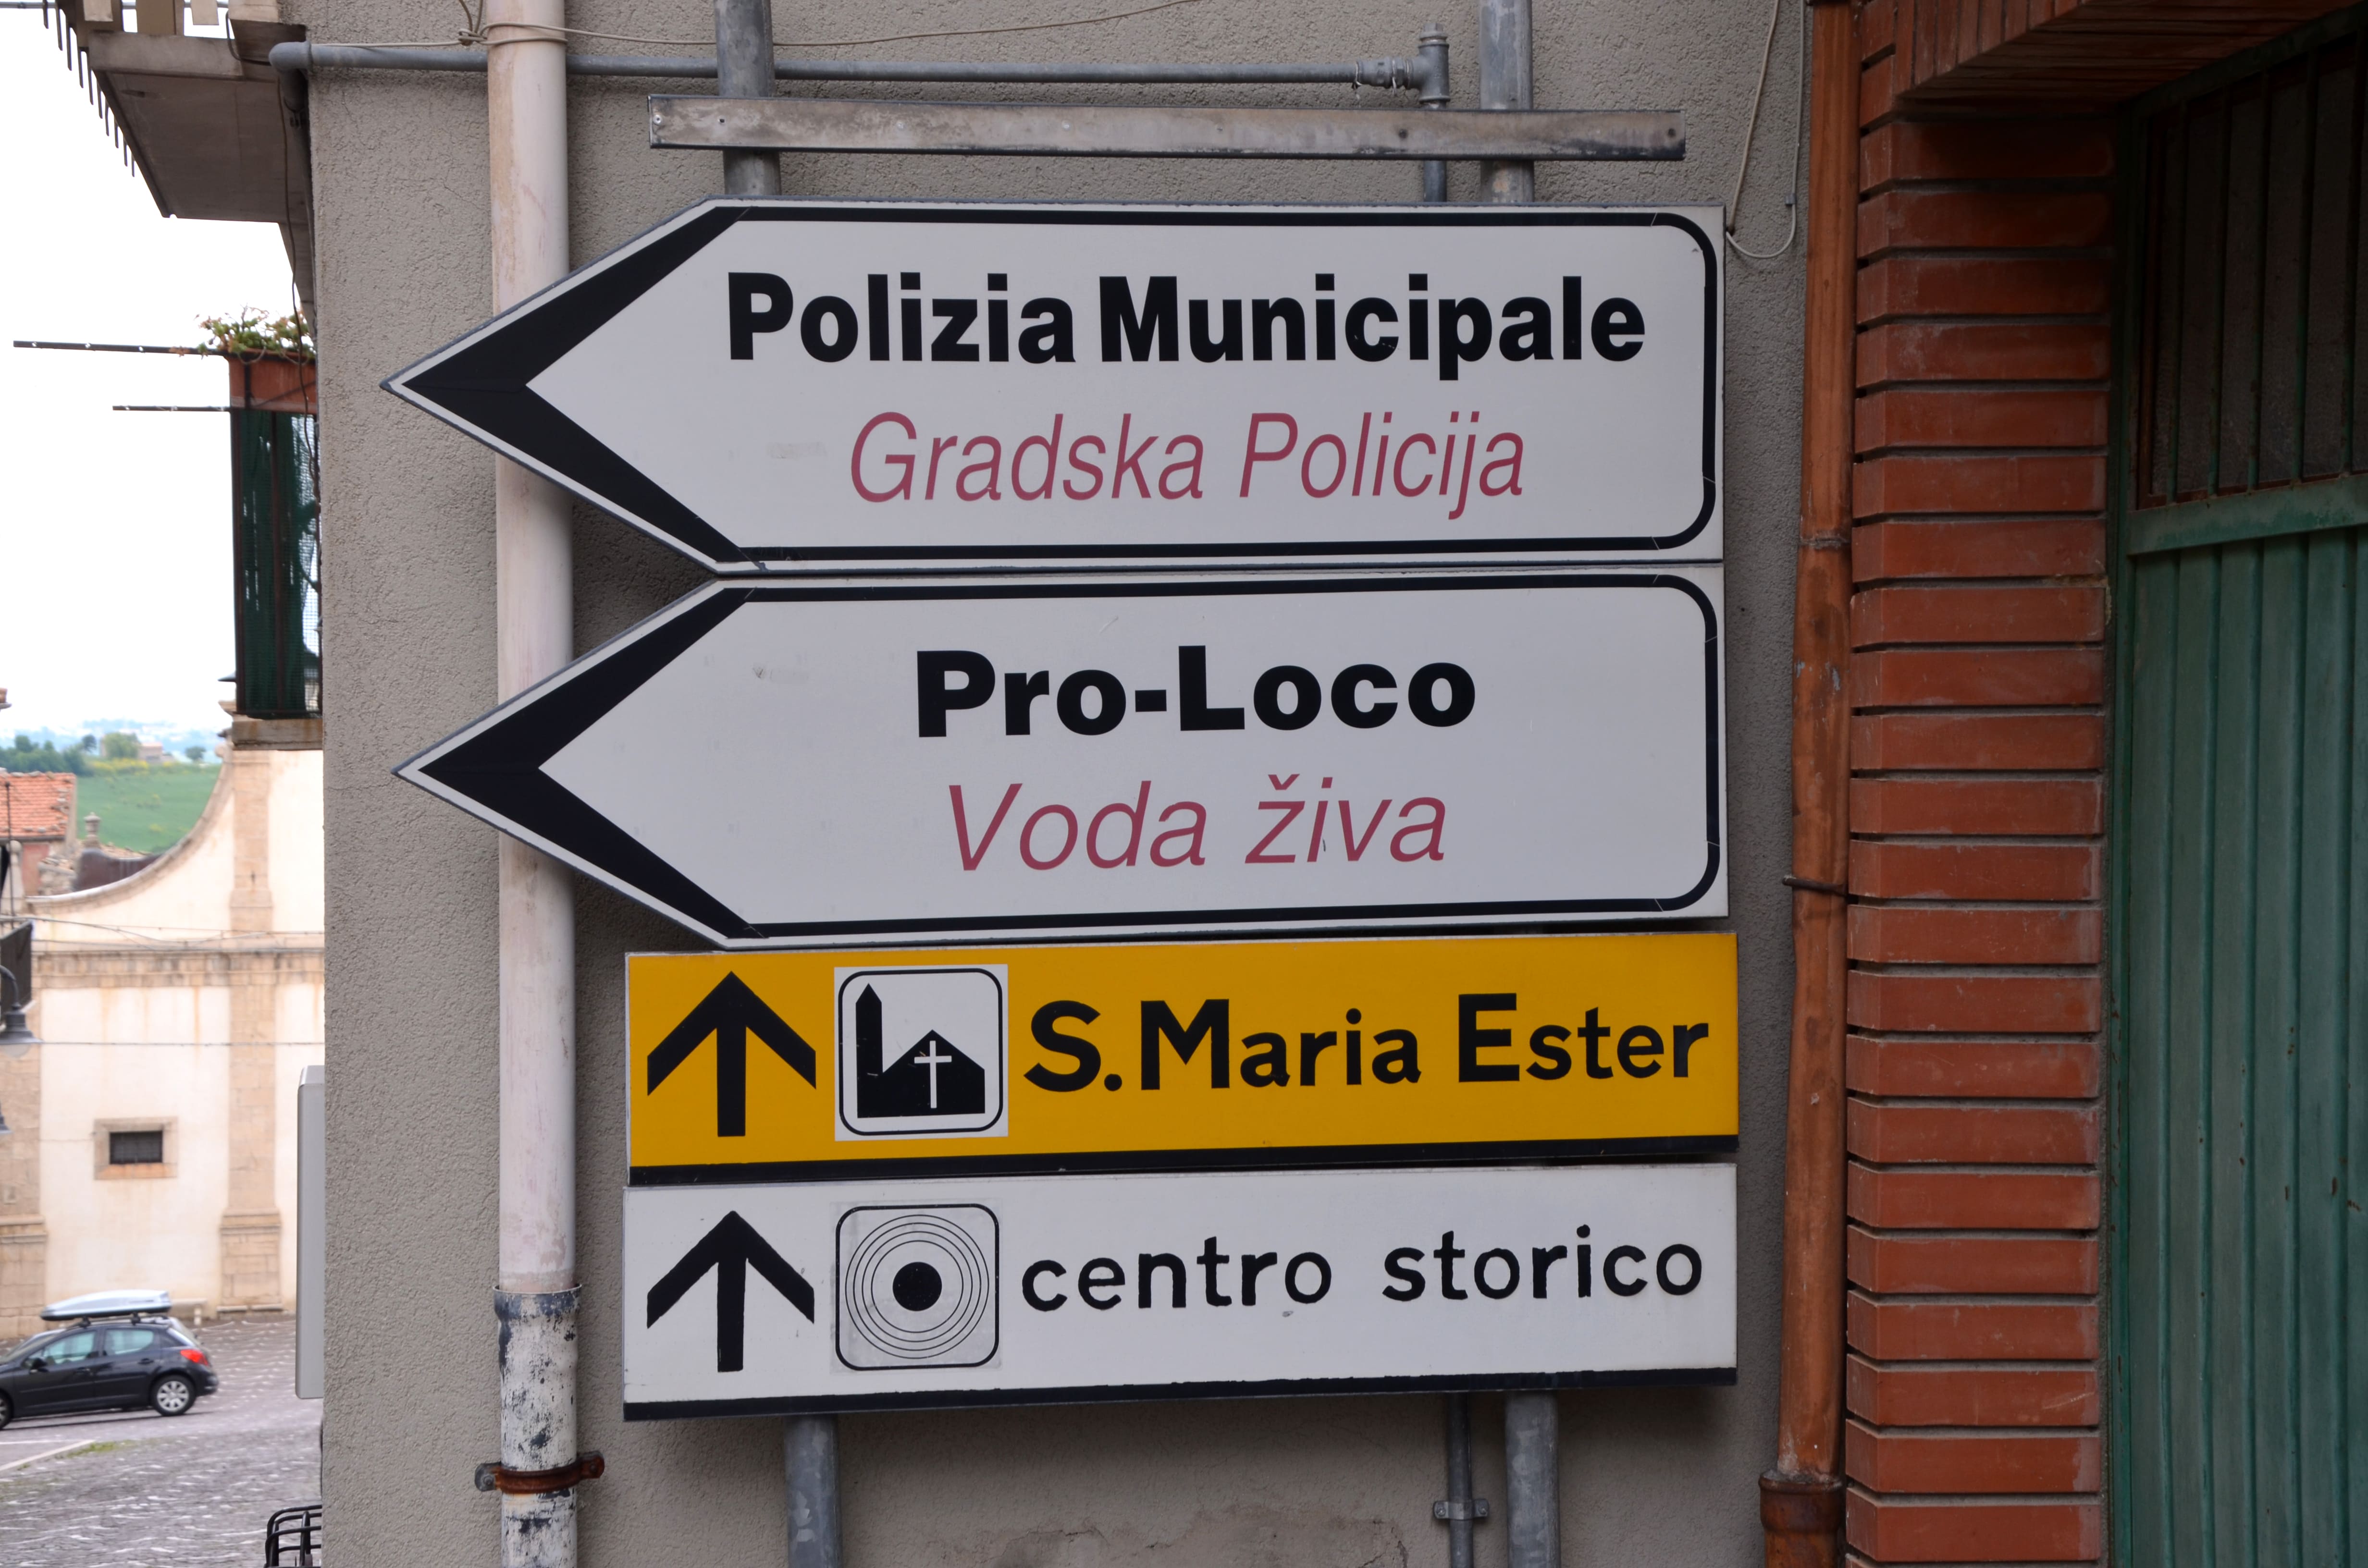 Polizia Municipale
Gradska Policija
Pro-Loco
Voda živa
S. Maria Ester
centro storico